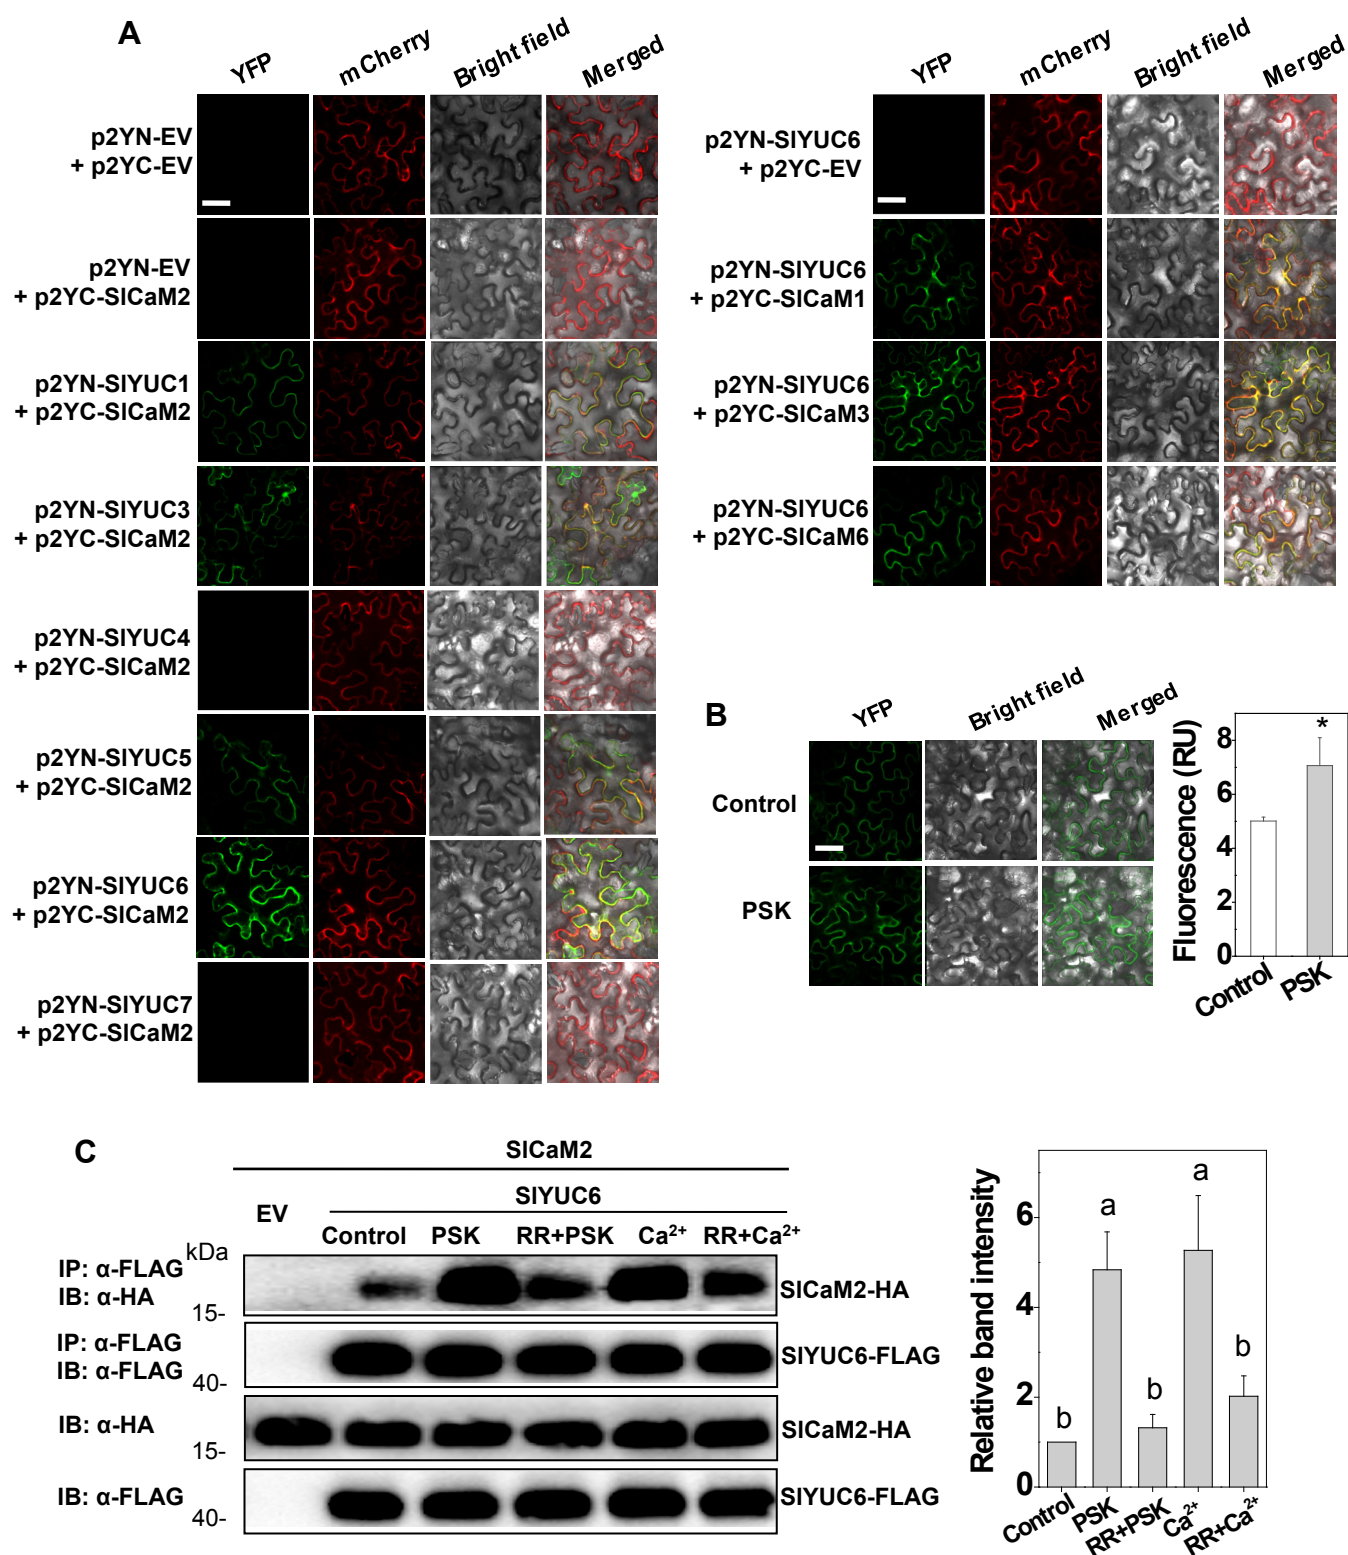 A
YFP mCherry Bright field Merged
p2YN-EV
+ p2YC-EV
p2YN-EV
+ p2YC-SlCaM2
p2YN-SlYUC1
+ p2YC-SlCaM2
p2YN-SlYUC3
+ p2YC-SlCaM2
p2YN-SlYUC4
+ p2YC-SlCaM2
p2YN-SlYUC5
+ p2YC-SlCaM2
p2YN-SlYUC6
+ p2YC-SlCaM2
p2YN-SlYUC7
+ p2YC-SlCaM2
YFP mCherry Bright field Merged
p2YN-SlYUC6
+ p2YC-EV
p2YN-SlYUC6
+ p2YC-SlCaM1
p2YN-SlYUC6
+ p2YC-SlCaM3
p2YN-SlYUC6
+ p2YC-SlCaM6
B
YFP Bright field Merged
Control
PSK
Fluorescence (RU)
8
6
4
2
0
*
Control PSK
C
SlCaM2
EV
SlYUC6
Control PSK RR+PSK Ca²⁺ RR+Ca²⁺
kDa
IP: α-FLAG
IB: α-HA
15-
SlCaM2-HA
IP: α-FLAG
IB: α-FLAG
40-
SlYUC6-FLAG
IB: α-HA
15-
SlCaM2-HA
IB: α-FLAG
40-
SlYUC6-FLAG
Relative band intensity
6
4
2
0
b a b a b
Control PSK RR+PSK Ca²⁺ RR+Ca²⁺